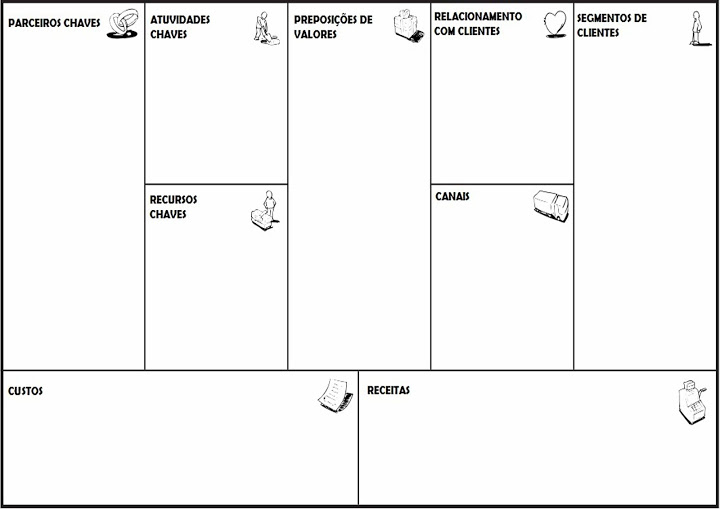 PARCEIROS CHAVES
ATUVIDADES
CHAVES
PREPOSIÇÕES DE
VALORES
RELACIONAMENTO
COM CLIENTES
SEGMENTOS DE
CLIENTES
RECURSOS
CHAVES
CANAIS
CUSTOS
RECEITAS